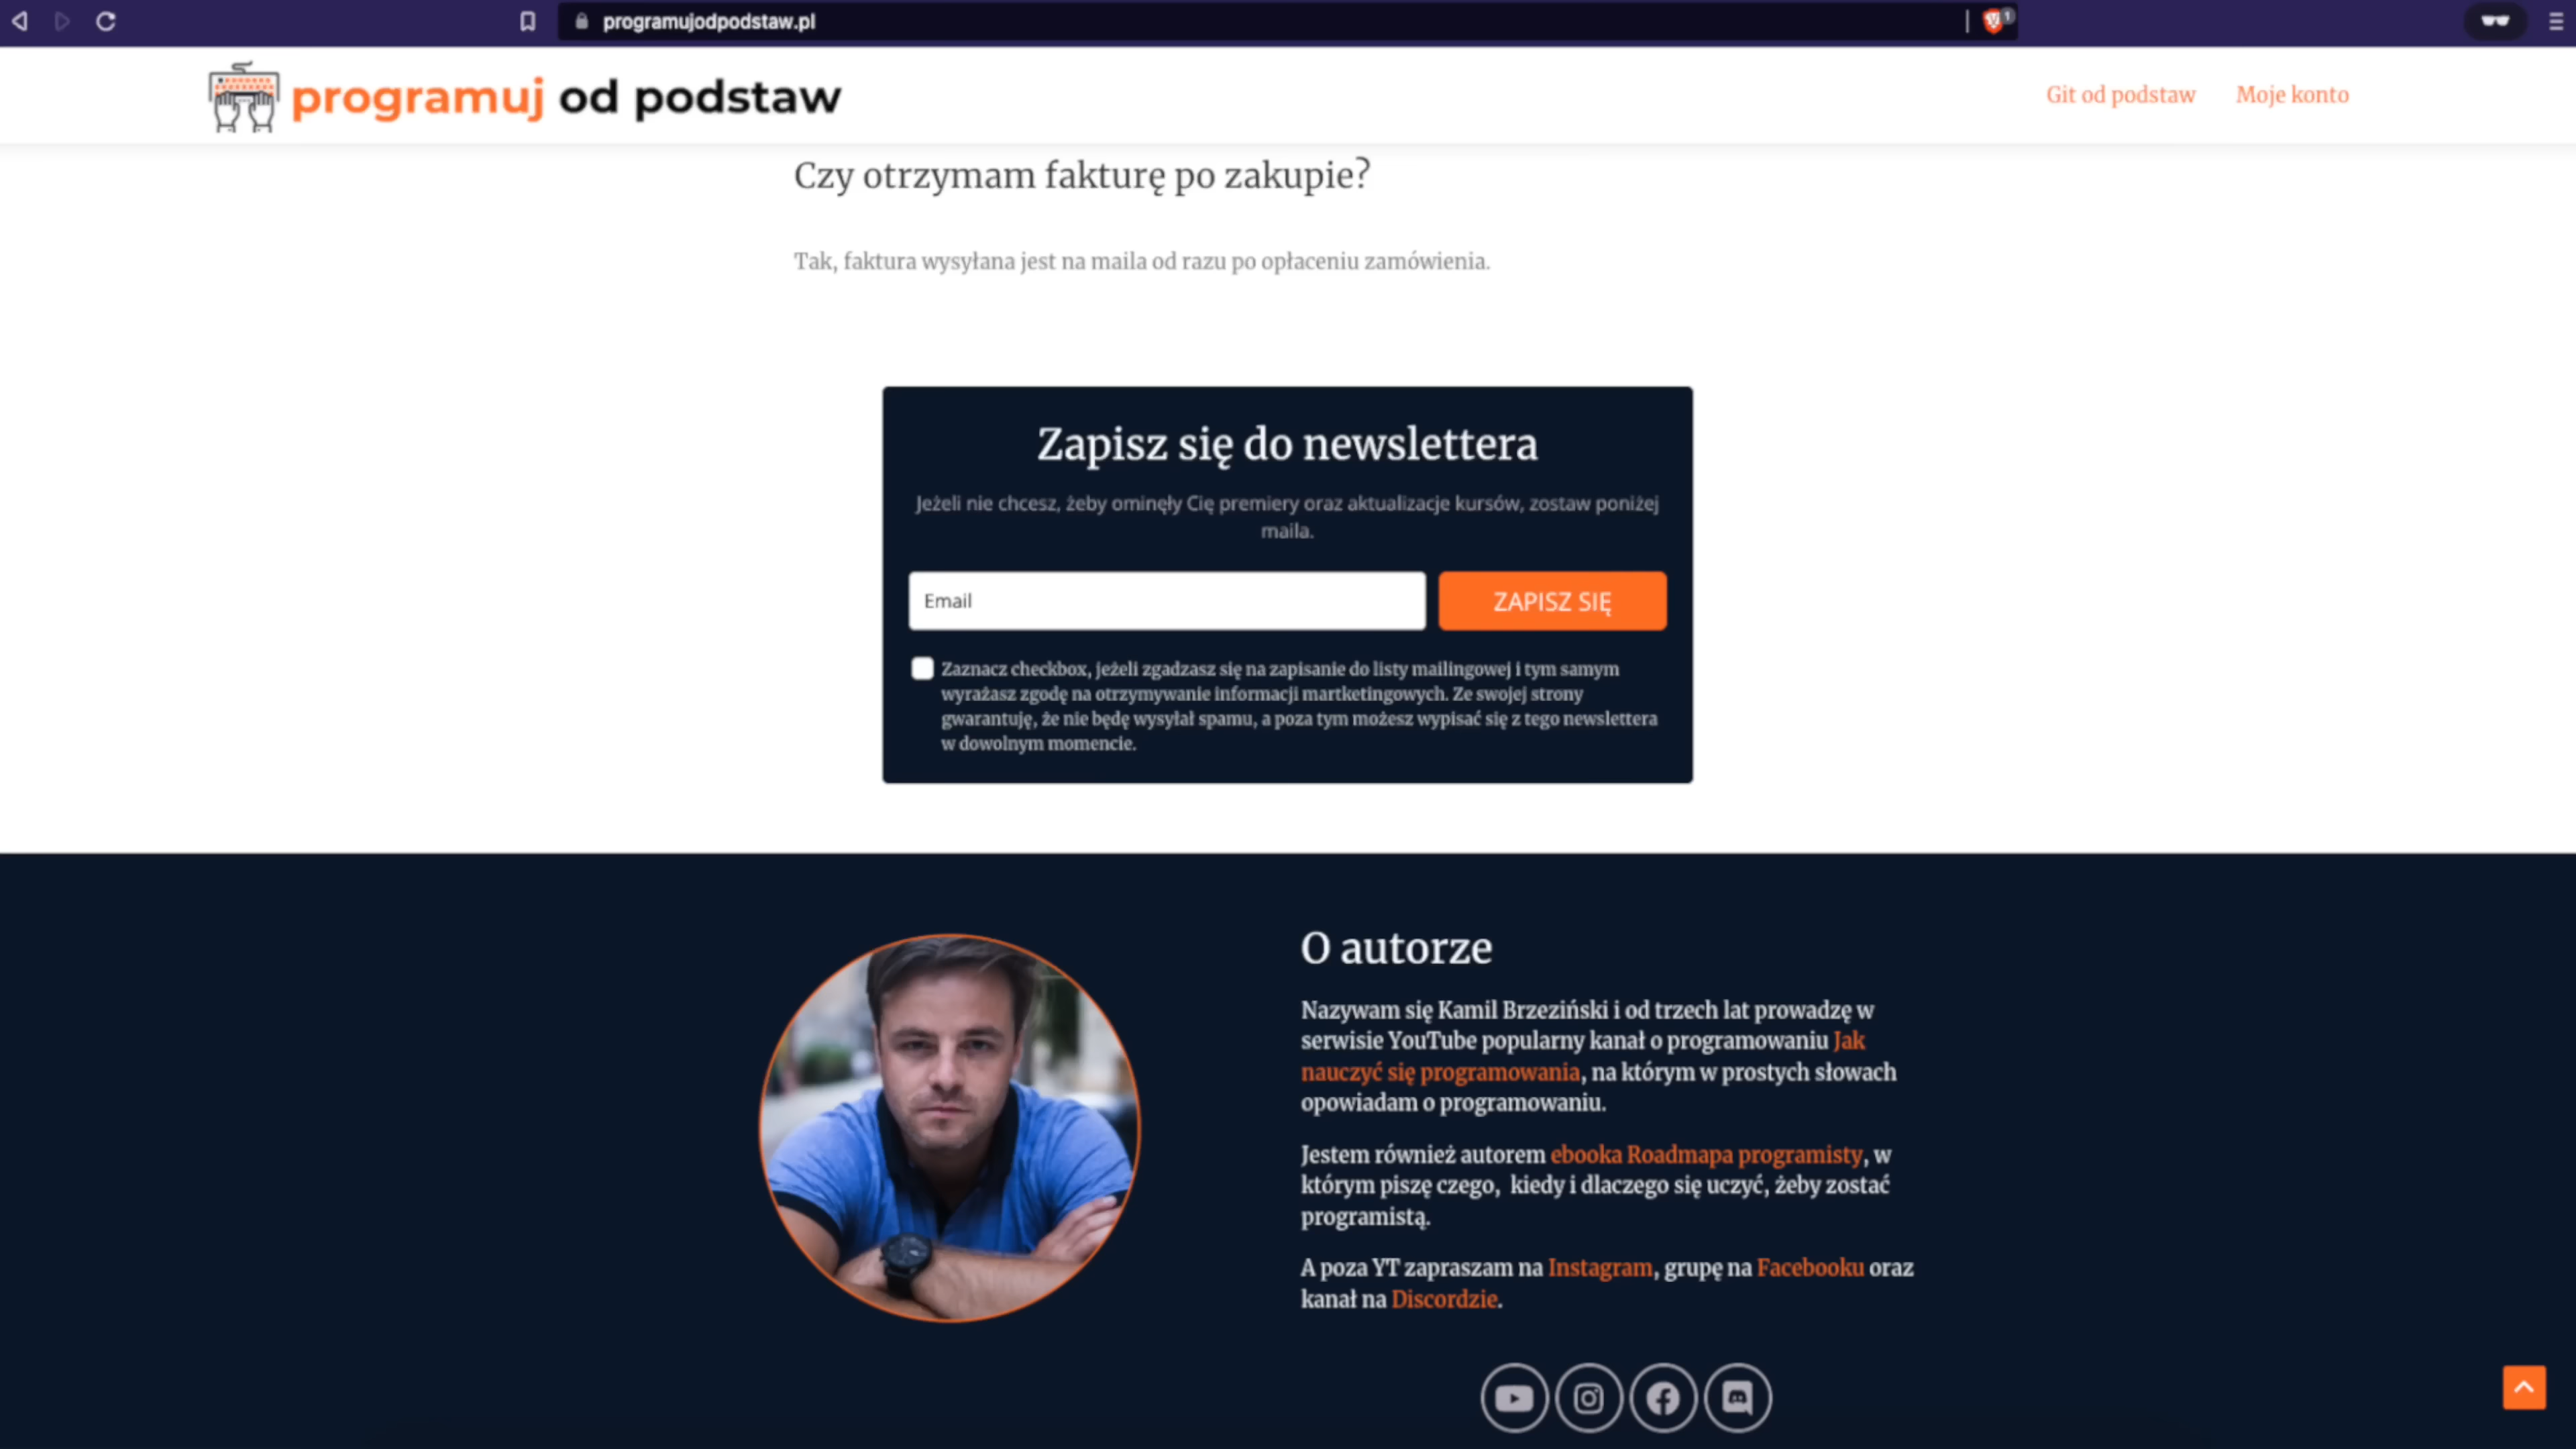 programujodpodstaw.pl
1
programuj od podstaw
Git od podstaw
Moje konto
Czy otrzymam fakturę po zakupie?
Tak, faktura wysyłana jest na maila od razu po opłaceniu zamówienia.
Zapisz się do newslettera
Jeżeli nie chcesz, żeby ominęły Cię premiery oraz aktualizacje kursów, zostaw poniżej
maila.
Email
ZAPISZ SIĘ
Zaznacz checkbox, jeżeli zgadzasz się na zapisanie do listy mailingowej i tym samym
wyrażasz zgodę na otrzymywanie informacji martketingowych. Ze swojej strony
gwarantuję, że nie będę wysyłał spamu, a poza tym możesz wypisać się z tego newslettera
w dowolnym momencie.
O autorze
Nazywam się Kamil Brzeziński i od trzech lat prowadzę w
serwisie YouTube popularny kanał o programowaniu Jak
nauczyć się programowania, na którym w prostych słowach
opowiadam o programowaniu.
Jestem również autorem ebooka Roadmapa programisty, w
którym piszę czego, kiedy i dlaczego się uczyć, żeby zostać
programistą.
A poza YT zapraszam na Instagram, grupę na Facebooku oraz
kanał na Discordzie.